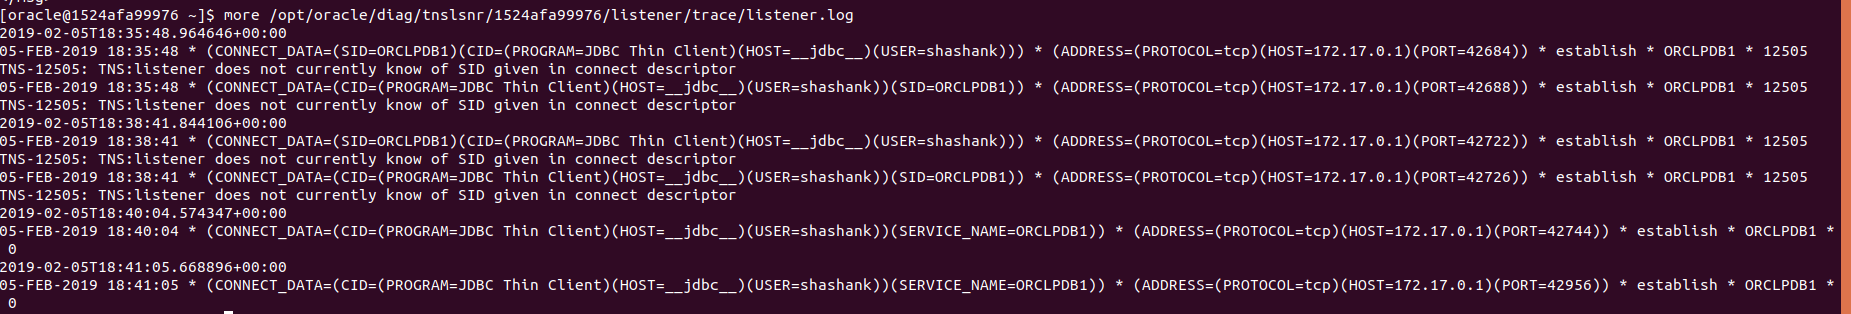 [oracle@1524afa99976 ~]$ more /opt/oracle/diag/tnslsnr/1524afa99976/listener/trace/listener.log
2019-02-05T18:35:48.964646+00:00
05-FEB-2019 18:35:48 * (CONNECT_DATA=(SID=ORCLPDB1)(CID=(PROGRAM=JDBC Thin Client)(HOST=__jdbc__)(USER=shashank))) * (ADDRESS=(PROTOCOL=tcp)(HOST=172.17.0.1)(PORT=42684)) * establish * ORCLPDB1 * 12505
TNS-12505: TNS:listener does not currently know of SID given in connect descriptor
05-FEB-2019 18:35:48 * (CONNECT_DATA=(CID=(PROGRAM=JDBC Thin Client)(HOST=__jdbc__)(USER=shashank))(SID=ORCLPDB1)) * (ADDRESS=(PROTOCOL=tcp)(HOST=172.17.0.1)(PORT=42688)) * establish * ORCLPDB1 * 12505
TNS-12505: TNS:listener does not currently know of SID given in connect descriptor
2019-02-05T18:38:41.844106+00:00
05-FEB-2019 18:38:41 * (CONNECT_DATA=(SID=ORCLPDB1)(CID=(PROGRAM=JDBC Thin Client)(HOST=__jdbc__)(USER=shashank))) * (ADDRESS=(PROTOCOL=tcp)(HOST=172.17.0.1)(PORT=42722)) * establish * ORCLPDB1 * 12505
TNS-12505: TNS:listener does not currently know of SID given in connect descriptor
05-FEB-2019 18:38:41 * (CONNECT_DATA=(CID=(PROGRAM=JDBC Thin Client)(HOST=__jdbc__)(USER=shashank))(SID=ORCLPDB1)) * (ADDRESS=(PROTOCOL=tcp)(HOST=172.17.0.1)(PORT=42726)) * establish * ORCLPDB1 * 12505
TNS-12505: TNS:listener does not currently know of SID given in connect descriptor
2019-02-05T18:40:04.574347+00:00
05-FEB-2019 18:40:04 * (CONNECT_DATA=(CID=(PROGRAM=JDBC Thin Client)(HOST=__jdbc__)(USER=shashank))(SERVICE_NAME=ORCLPDB1)) * (ADDRESS=(PROTOCOL=tcp)(HOST=172.17.0.1)(PORT=42744)) * establish * ORCLPDB1 *
0
2019-02-05T18:41:05.668896+00:00
05-FEB-2019 18:41:05 * (CONNECT_DATA=(CID=(PROGRAM=JDBC Thin Client)(HOST=__jdbc__)(USER=shashank))(SERVICE_NAME=ORCLPDB1)) * (ADDRESS=(PROTOCOL=tcp)(HOST=172.17.0.1)(PORT=42956)) * establish * ORCLPDB1 *
0